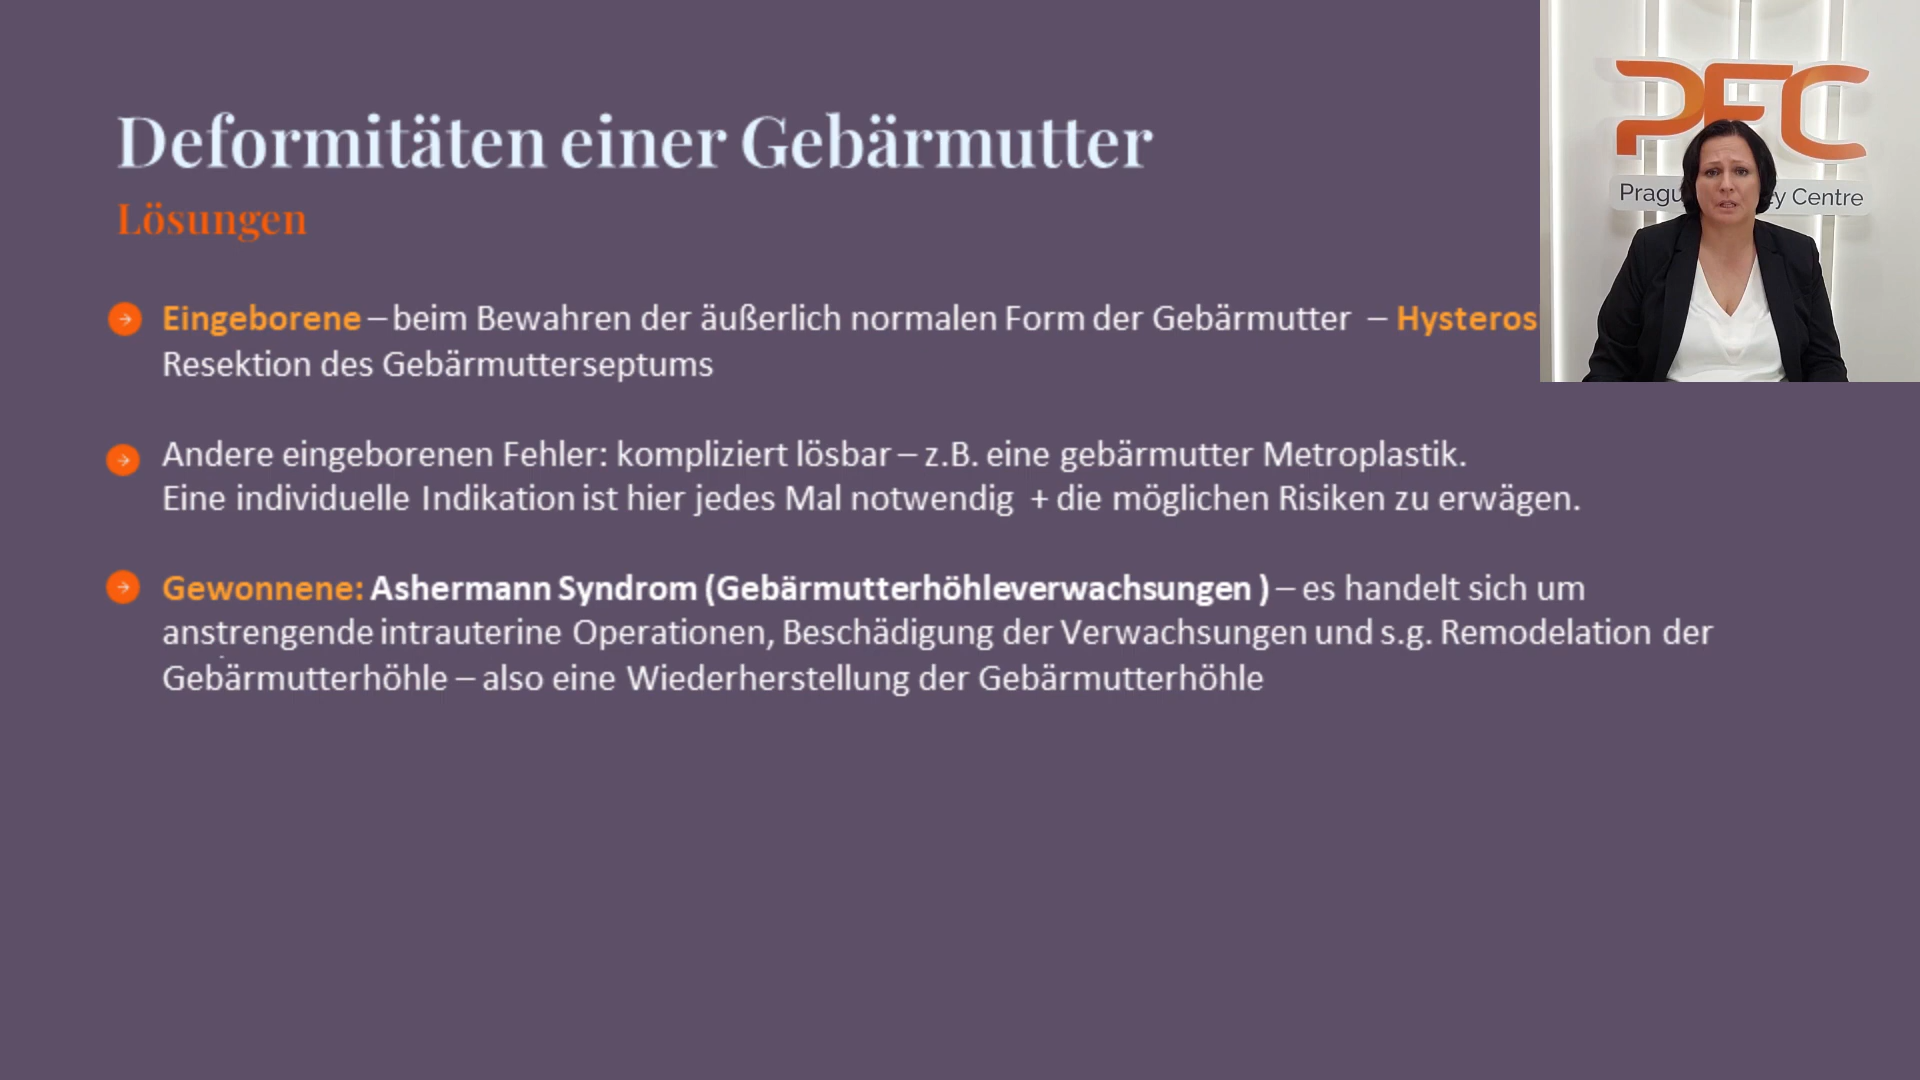 Deformitäten einer Gebärmutter
Lösungen
Eingeborene – beim Bewahren der äußerlich normalen Form der Gebärmutter –
Resektion des Gebärmutterseptums
Andere eingeborenen Fehler: kompliziert lösbar – z.B. eine gebärmutter Metroplastik.
Eine individuelle Indikation ist hier jedes Mal notwendig + die möglichen Risiken zu erwägen.
Gewonnene: Ashermann Syndrom (Gebärmutterhöhleverwachsungen ) – es handelt sich um
anstrengende intrauterine Operationen, Beschädigung der Verwachsungen und s.g. Remodelation der
Gebärmutterhöhle – also eine Wiederherstellung der Gebärmutterhöhle
PFC
Centre